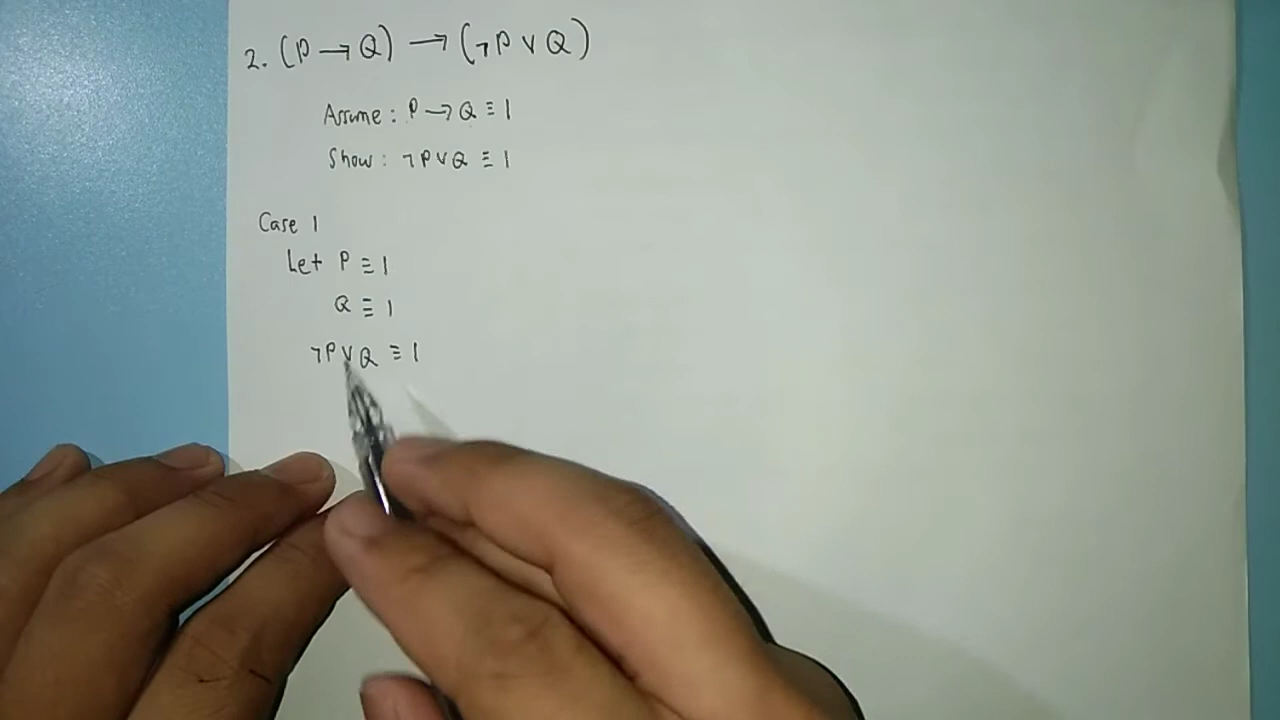 2. (P → Q) → (¬P ∨ Q)
Assume : P → Q ≡ 1
Show : ¬P ∨ Q ≡ 1
Case 1
Let P ≡ 1
Q ≡ 1
¬P ∨ Q ≡ 1